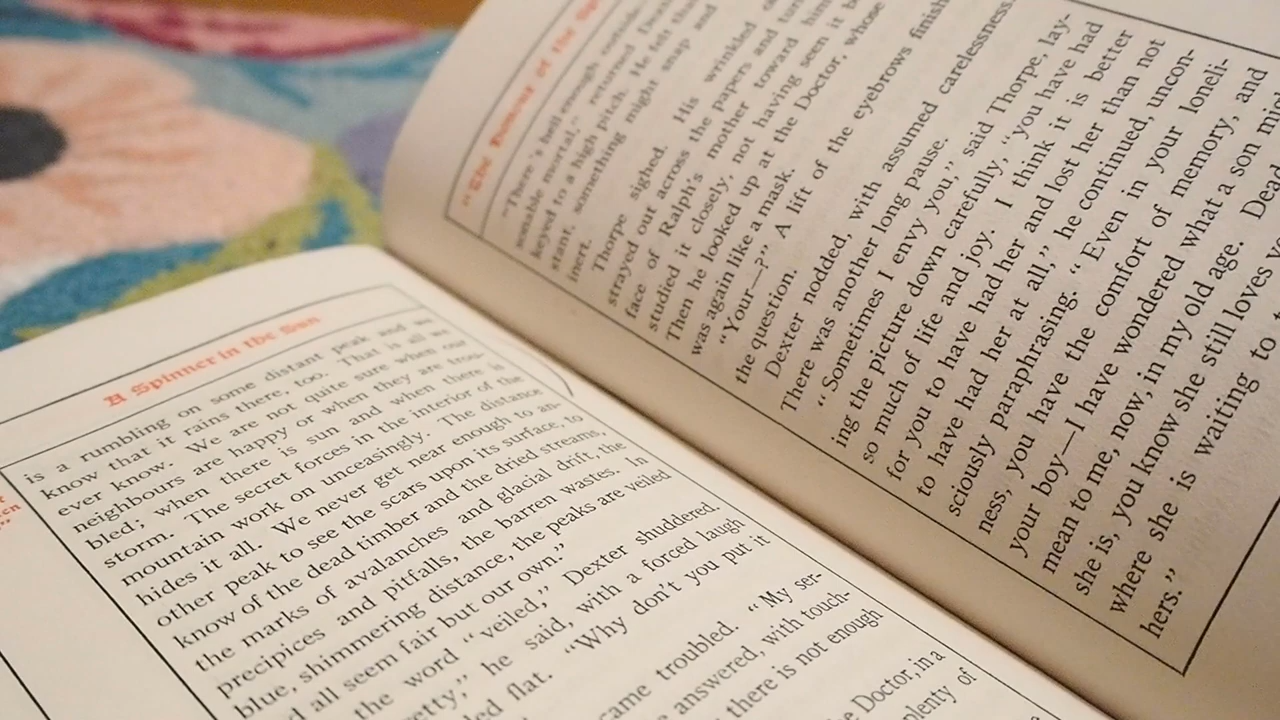 A Spinner in the Sun
is a rumbling on some distant peak and we
know that it rains there, too. That is all we
ever know. We are not quite sure when our
neighbours are happy or when they are trou-
bled; when there is sun and when there is
storm. The secret forces in the interior of the
mountain work on unceasingly. The distance
hides it all. We never get near enough to an-
other peak to see the scars upon its surface, to
know of the dead timber and the dried streams,
the marks of avalanches and glacial drift, the
precipices and pitfalls, the barren wastes. In
blue, shimmering distance, the peaks are veiled
all seem fair but our own."
the word "veiled," Dexter shuddered.
he said, with a forced laugh
flat. "Why don't you put it
came troubled. "My ser-
answered, with touch-
there is not enough
Doctor, in a
plenty of
"There's hell enough
mortal," returned
keyed to a high pitch. He felt that
stant, something might snap and
inert.
Thorpe sighed. His wrinkled
strayed out across the papers and
face of Ralph's mother toward him
studied it closely, not having seen it
Then he looked up at the Doctor, whose
was again like a mask.
"Your—?" A lift of the eyebrows finish
the question.
Dexter nodded, with assumed carelessness.
There was another long pause.
"Sometimes I envy you," said Thorpe, lay-
ing the picture down carefully, "you have had
so much of life and joy. I think it is better
for you to have had her and lost her than not
to have had her at all," he continued, uncon-
sciously paraphrasing. "Even in your loneli-
ness, you have the comfort of memory, and
your boy—I have wondered what a son mig
mean to me, now, in my old age. Dead
she is, you know she still loves
where she is waiting to
hers."